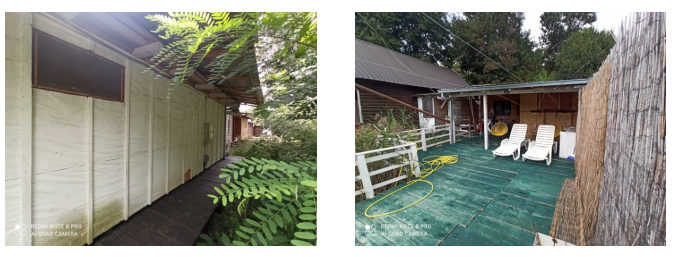 REDMI NOTE 8 PRO
AI QUAD CAMERA
REDMI NOTE 8 PRO
AI QUAD CAMERA